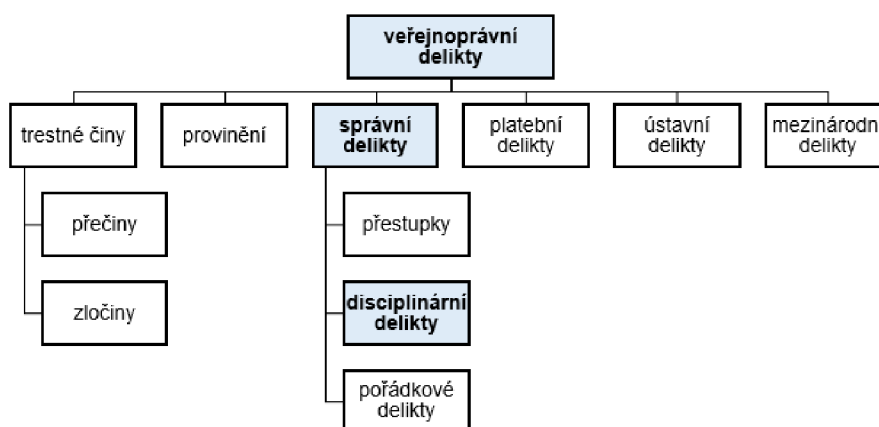 veřejnoprávní
delikty
trestné činy
provinění
správní
delikty
platební
delikty
ústavní
delikty
mezinárodn
delikty
přečiny
zločiny
přestupky
disciplinární
delikty
pořádkové
delikty